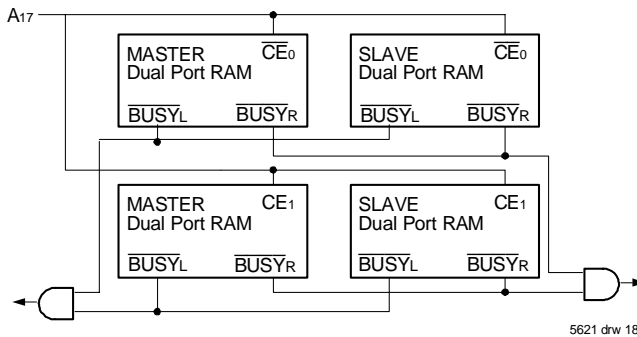 A17
MASTER
Dual Port RAM
CE0
BUSYL
BUSYR
SLAVE
Dual Port RAM
CE0
BUSYL
BUSYR
MASTER
Dual Port RAM
CE1
BUSYL
BUSYR
SLAVE
Dual Port RAM
CE1
BUSYL
BUSYR
5621 drw 18